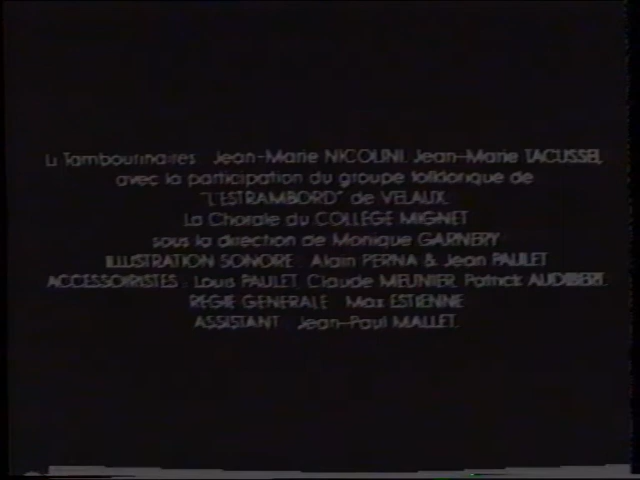 Li Tambourinaires : Jean-Marie NICOLINI. Jean-Marie TACUSSEL
avec la participation du groupe folklorique de
"L'ESTRAMBORD" de VELAUX.
La Chorale du COLLEGE MIGNET
sous la direction de Monique GARNERY
ILLUSTRATION SONORE : Alain PERNA & Jean PAULET
ACCESSOIRISTES : Louis PAULET, Claude MEUNIER, Patrick AUDIBERT.
REGIE GENERALE : Max ESTIENNE
ASSISTANT : Jean-Paul MALLET.